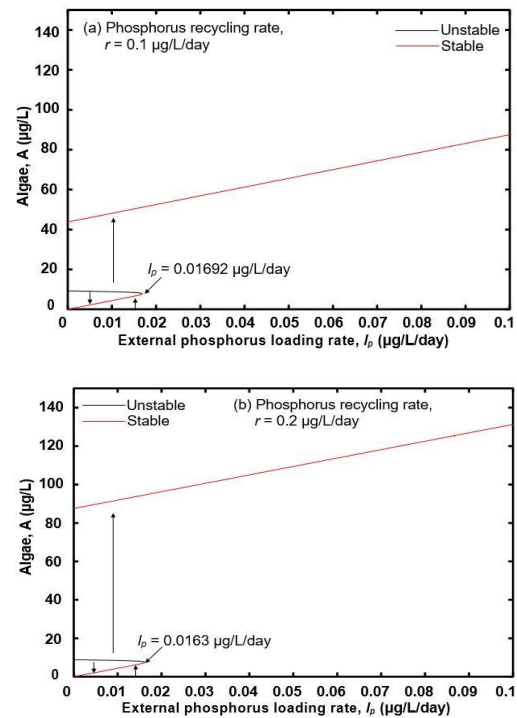 (a) Phosphorus recycling rate,
r = 0.1 µg/L/day
Unstable
Stable
140
120
100
80
60
40
20
0
Algae, A (µg/L)
I_p = 0.01692 µg/L/day
0 0.01 0.02 0.03 0.04 0.05 0.06 0.07 0.08 0.09 0.1
External phosphorus loading rate, I_p (µg/L/day)
Unstable
Stable
(b) Phosphorus recycling rate,
r = 0.2 µg/L/day
140
120
100
80
60
40
20
0
Algae, A (µg/L)
I_p = 0.0163 µg/L/day
0 0.01 0.02 0.03 0.04 0.05 0.06 0.07 0.08 0.09 0.1
External phosphorus loading rate, I_p (µg/L/day)